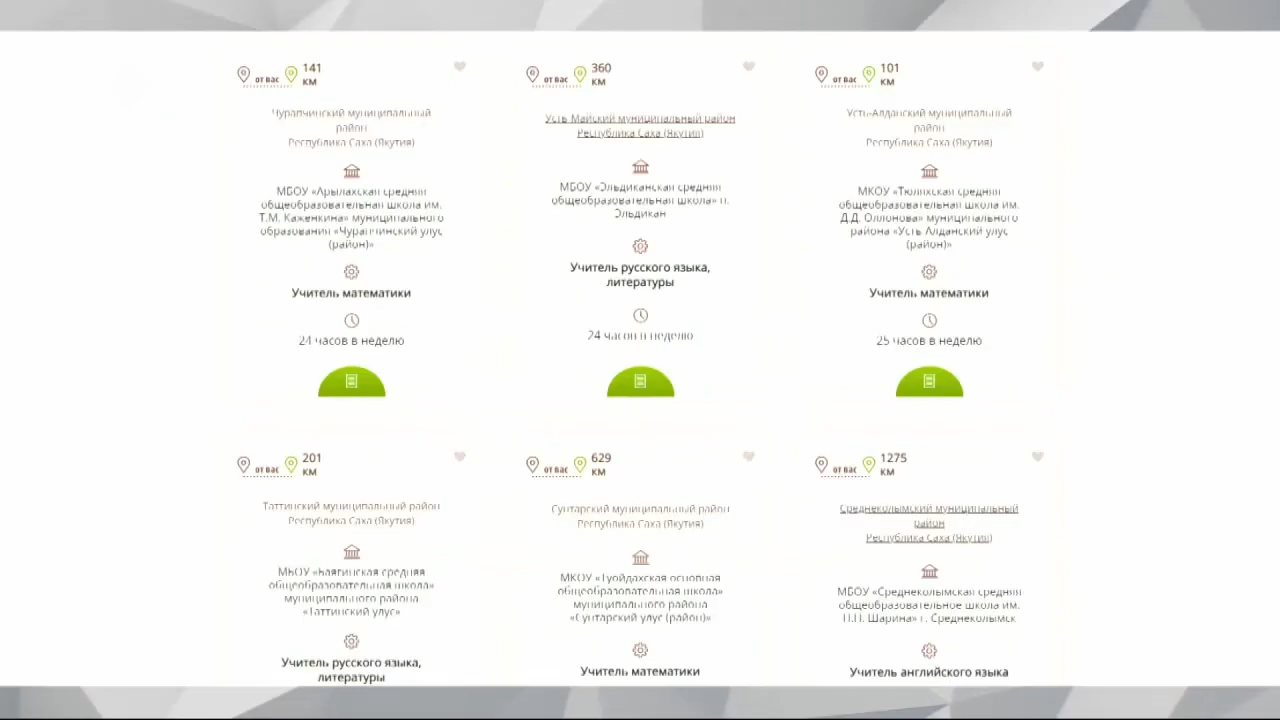 от вас 141 км
Чурапчинский муниципальный
район
Республика Саха (Якутия)
МБОУ «Арылахская средняя
общеобразовательная школа им.
Т.М. Каженкина» муниципального
образования «Чурапчинский улус
(район)»
Учитель математики
24 часов в неделю
от вас 360 км
Усть-Майский муниципальный район
Республика Саха (Якутия)
МБОУ «Эльдиканская средняя
общеобразовательная школа» п.
Эльдикан
Учитель русского языка,
литературы
24 часов в неделю
от вас 101 км
Усть-Алданский муниципальный
район
Республика Саха (Якутия)
МКОУ «Тюляхская средняя
общеобразовательная школа им.
Д.Д. Оллонова» муниципального
района «Усть-Алданский улус
(район)»
Учитель математики
25 часов в неделю
от вас 201 км
Таттинский муниципальный район
Республика Саха (Якутия)
МБОУ «Баягинская средняя
общеобразовательная школа»
муниципального района
«Таттинский улус»
Учитель русского языка,
литературы
от вас 629 км
Сунтарский муниципальный район
Республика Саха (Якутия)
МКОУ «Туойдахская основная
общеобразовательная школа»
муниципального района
«Сунтарский улус (район)»
Учитель математики
от вас 1275 км
Среднеколымский муниципальный
район
Республика Саха (Якутия)
МБОУ «Среднеколымская средняя
общеобразовательное школа им.
Н.Н. Шарина» г. Среднеколымск
Учитель английского языка